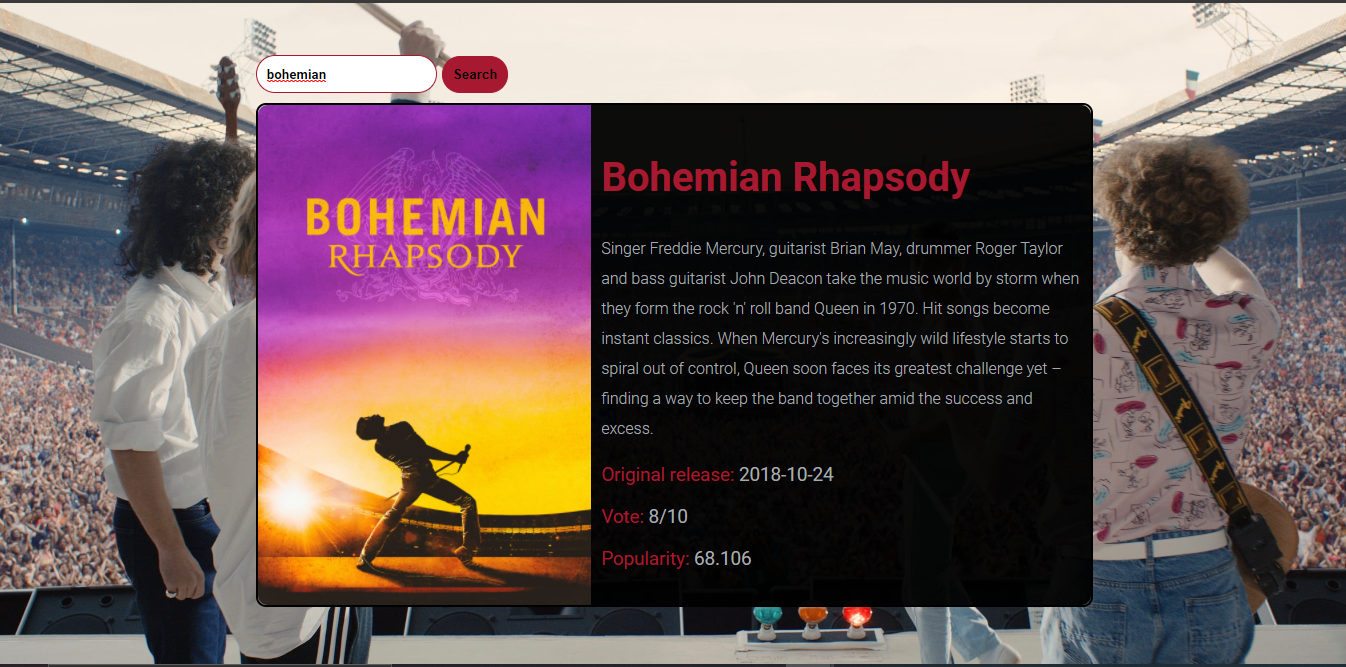 bohemian
Search
BOHEMIAN
RHAPSODY
Bohemian Rhapsody
Singer Freddie Mercury, guitarist Brian May, drummer Roger Taylor
and bass guitarist John Deacon take the music world by storm when
they form the rock 'n' roll band Queen in 1970. Hit songs become
instant classics. When Mercury's increasingly wild lifestyle starts to
spiral out of control, Queen soon faces its greatest challenge yet –
finding a way to keep the band together amid the success and
excess.
Original release: 2018-10-24
Vote: 8/10
Popularity: 68.106